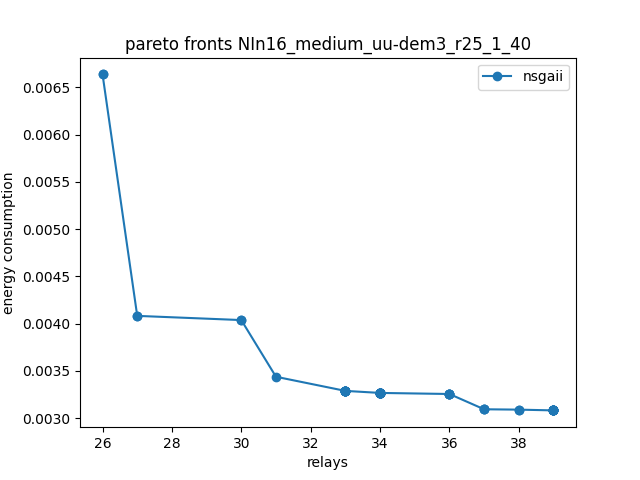 pareto fronts NIn16_medium_uu-dem3_r25_1_40
nsgaii
energy consumption
0.0065
0.0060
0.0055
0.0050
0.0045
0.0040
0.0035
0.0030
26 28 30 32 34 36 38
relays